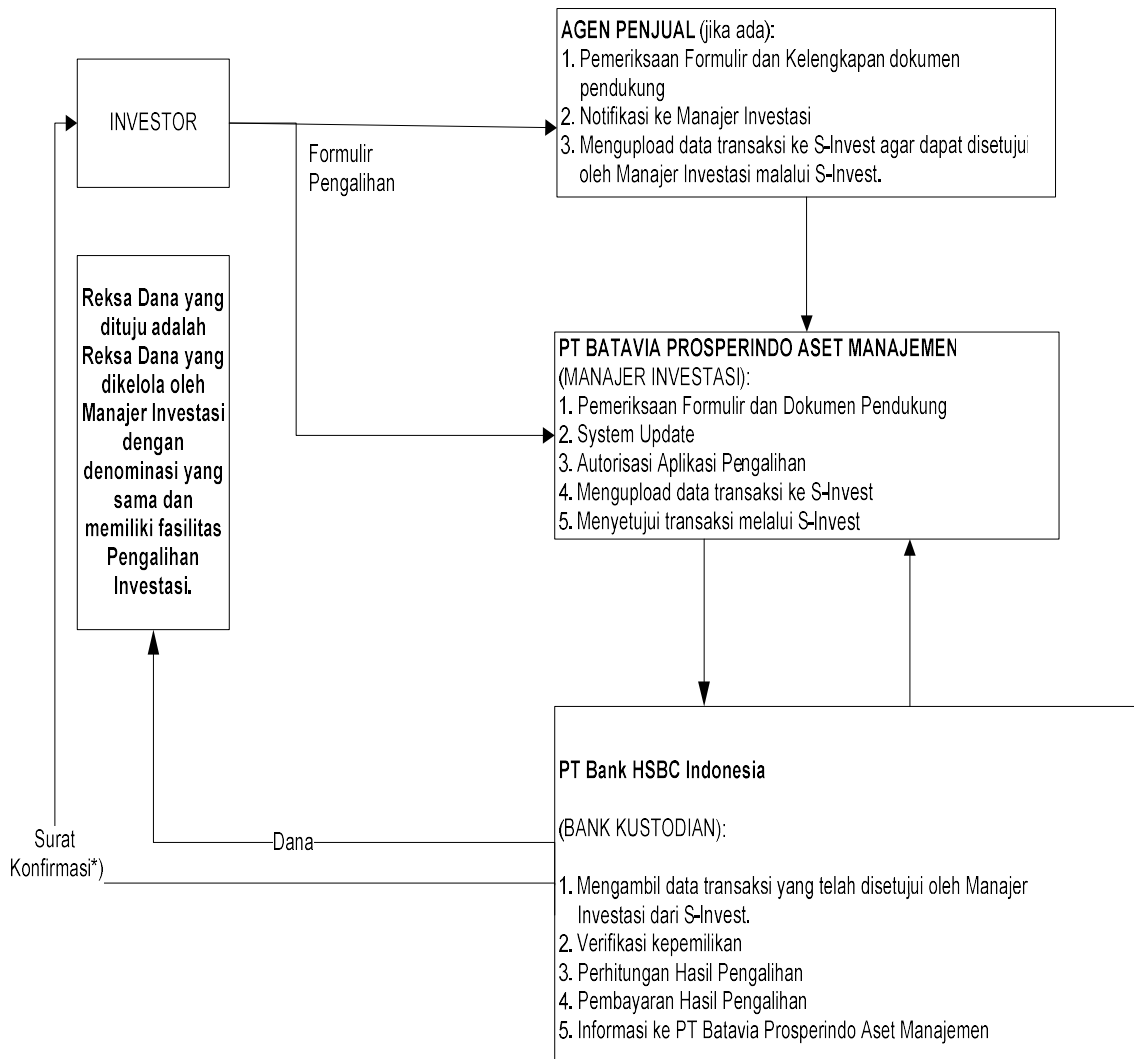 AGEN PENJUAL (jika ada):
1. Pemeriksaan Formulir dan Kelengkapan dokumen
pendukung
2. Notifikasi ke Manajer Investasi
3. Mengupload data transaksi ke S-Invest agar dapat disetujui
oleh Manajer Investasi malalui S-Invest.
INVESTOR
Formulir
Pengalihan
Reksa Dana yang
dituju adalah
Reksa Dana yang
dikelola oleh
Manajer Investasi
dengan
denominasi yang
sama dan
memiliki fasilitas
Pengalihan
Investasi.
PT BATAVIA PROSPERINDO ASET MANAJEMEN
(MANAJER INVESTASI):
1. Pemeriksaan Formulir dan Dokumen Pendukung
2. System Update
3. Autorisasi Aplikasi Pengalihan
4. Mengupload data transaksi ke S-Invest
5. Menyetujui transaksi melalui S-Invest
Surat
Konfirmasi*)
Dana
PT Bank HSBC Indonesia
(BANK KUSTODIAN):
1. Mengambil data transaksi yang telah disetujui oleh Manajer
Investasi dari S-Invest.
2. Verifikasi kepemilikan
3. Perhitungan Hasil Pengalihan
4. Pembayaran Hasil Pengalihan
5. Informasi ke PT Batavia Prosperindo Aset Manajemen